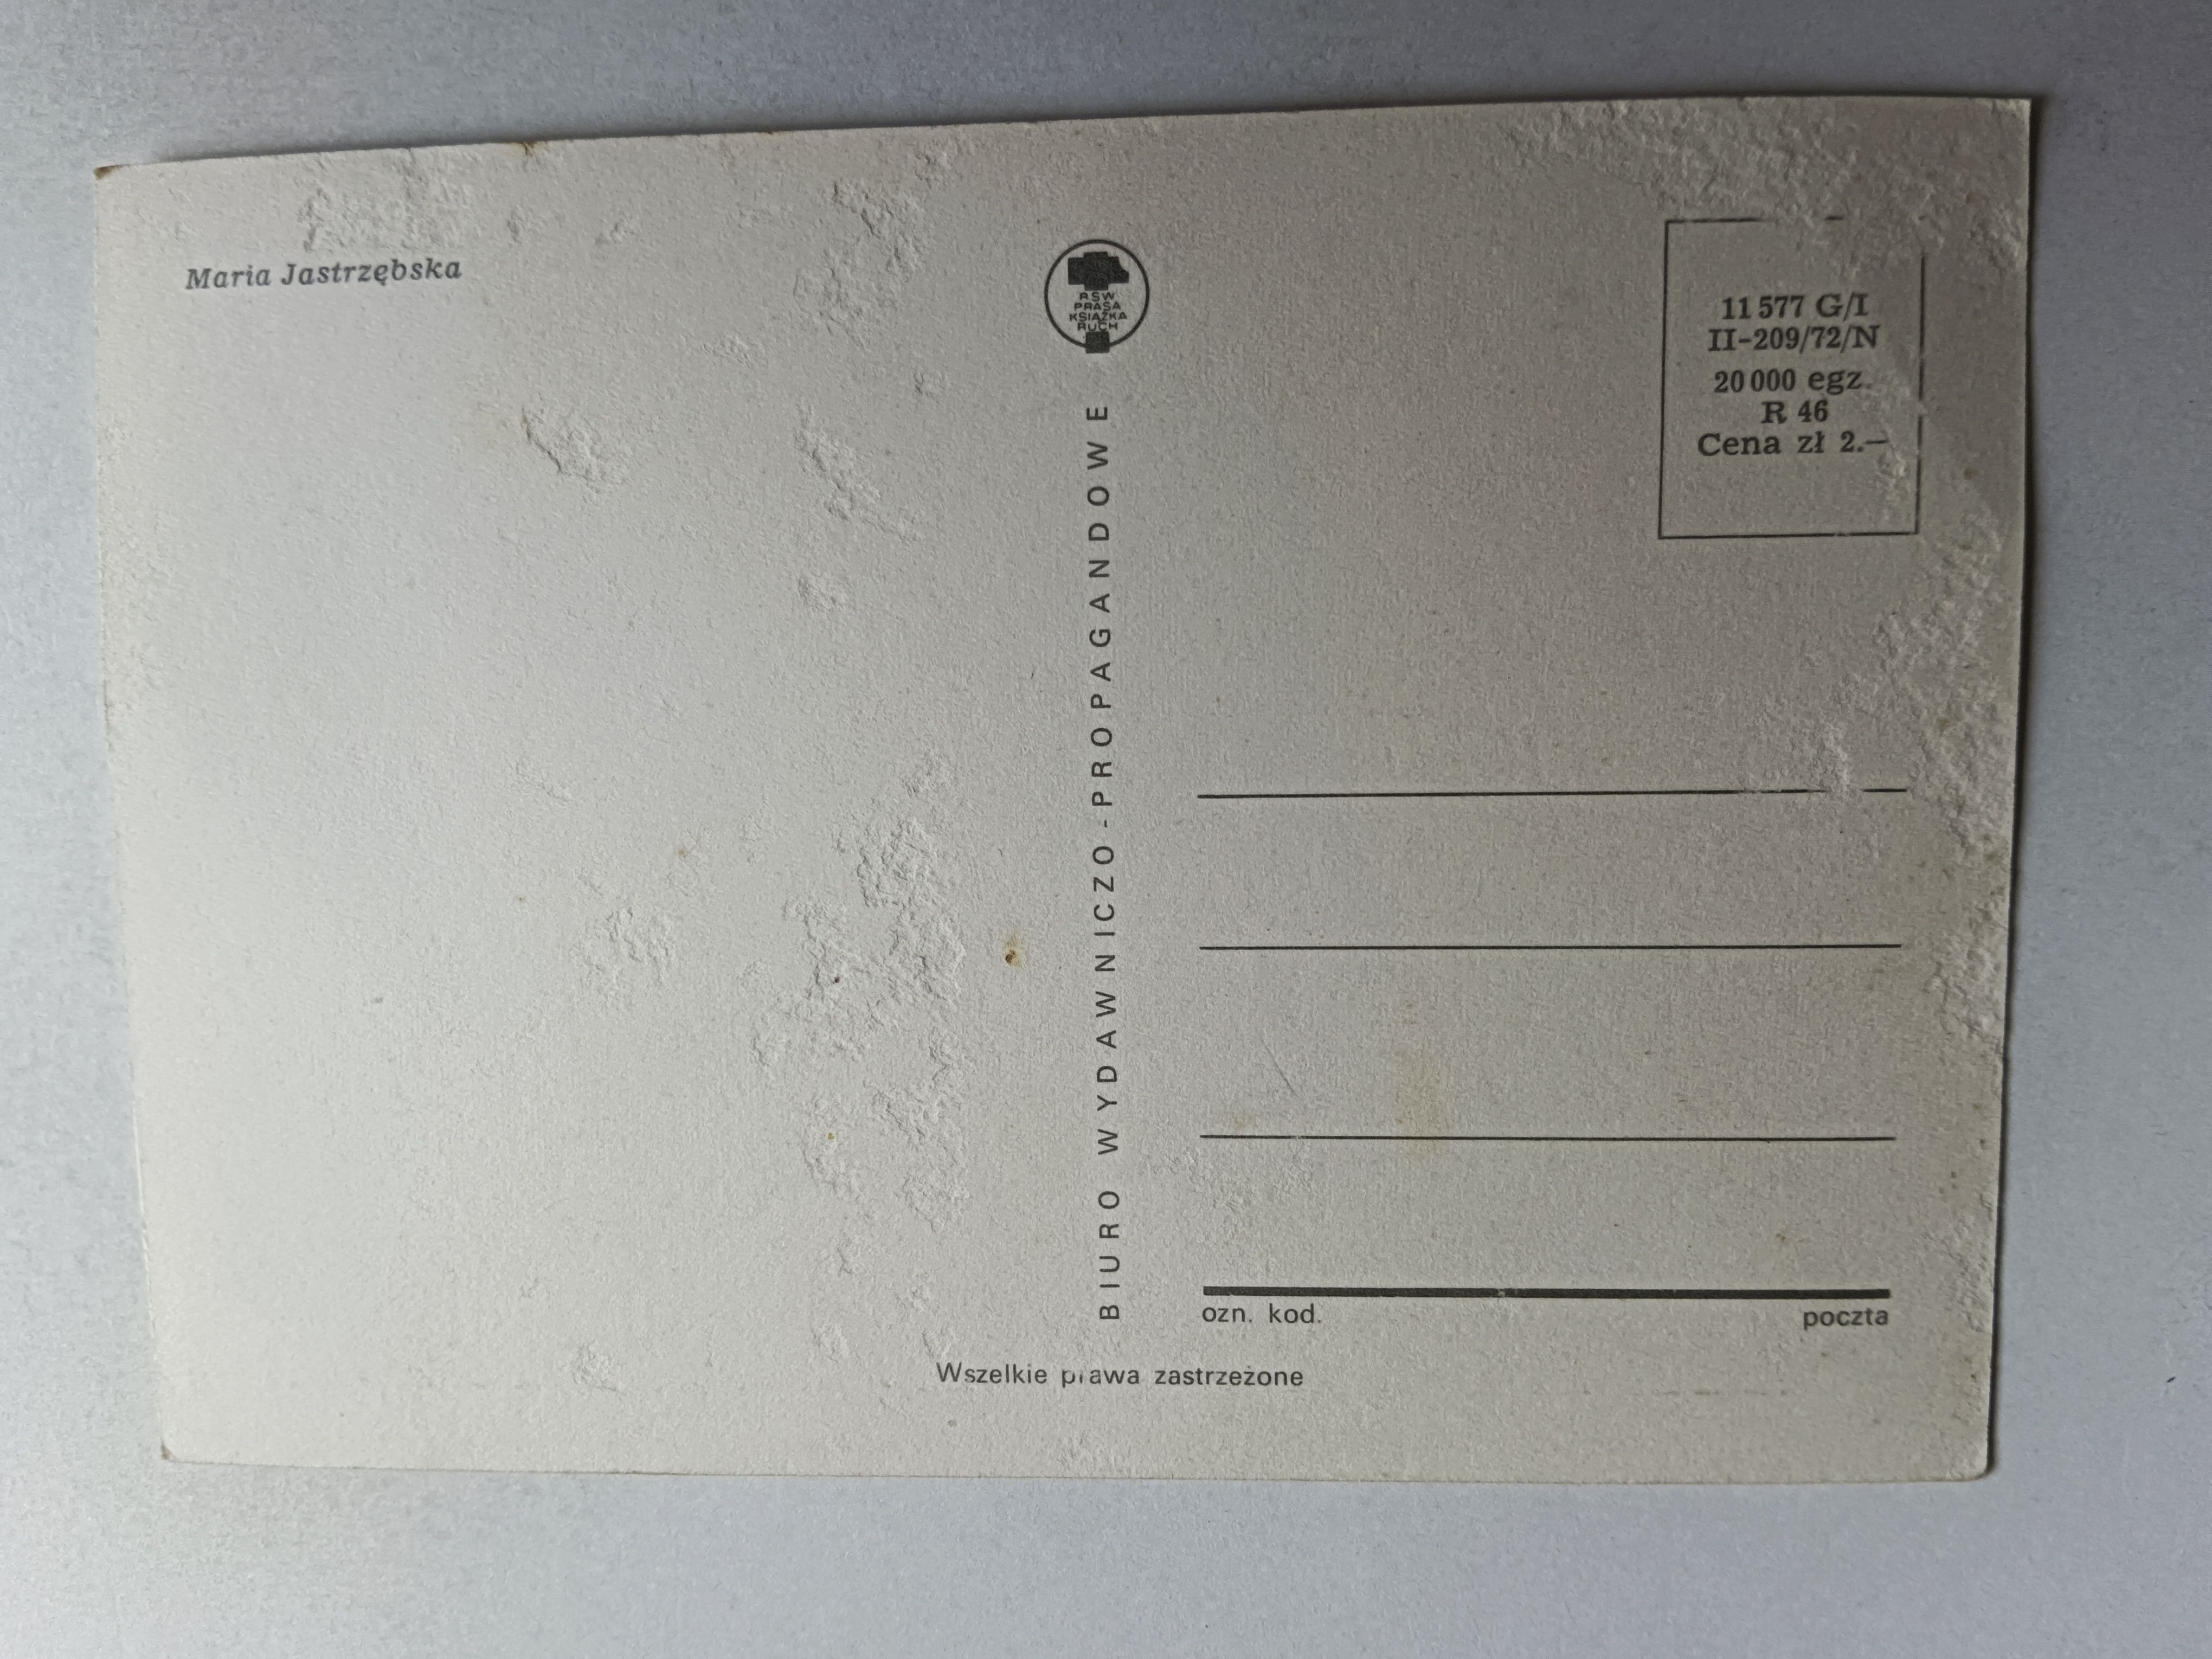 Maria Jastrzębska
RSW
PRASA
KSIĄŻKA
RUCH
BIURO WYDAWNICZO-PROPAGANDOWE
11 577 G/I
II-209/72/N
20 000 egz.
R 46
Cena zł 2.—
ozn. kod. poczta
Wszelkie prawa zastrzeżone